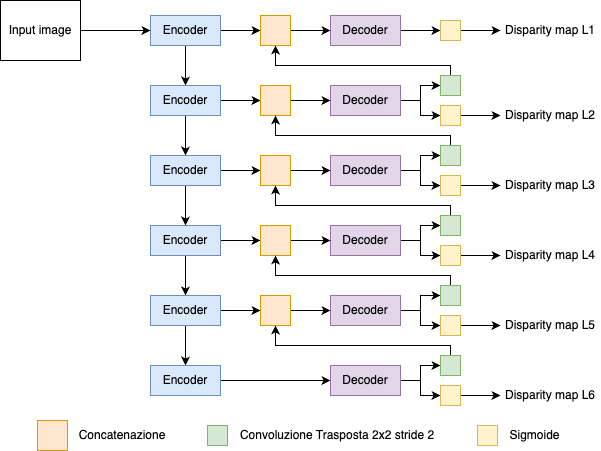 Input image
Encoder
Decoder
Disparity map L1
Encoder
Decoder
Disparity map L2
Encoder
Decoder
Disparity map L3
Encoder
Decoder
Disparity map L4
Encoder
Decoder
Disparity map L5
Encoder
Decoder
Disparity map L6
Concatenazione
Convoluzione Trasposta 2x2 stride 2
Sigmoide